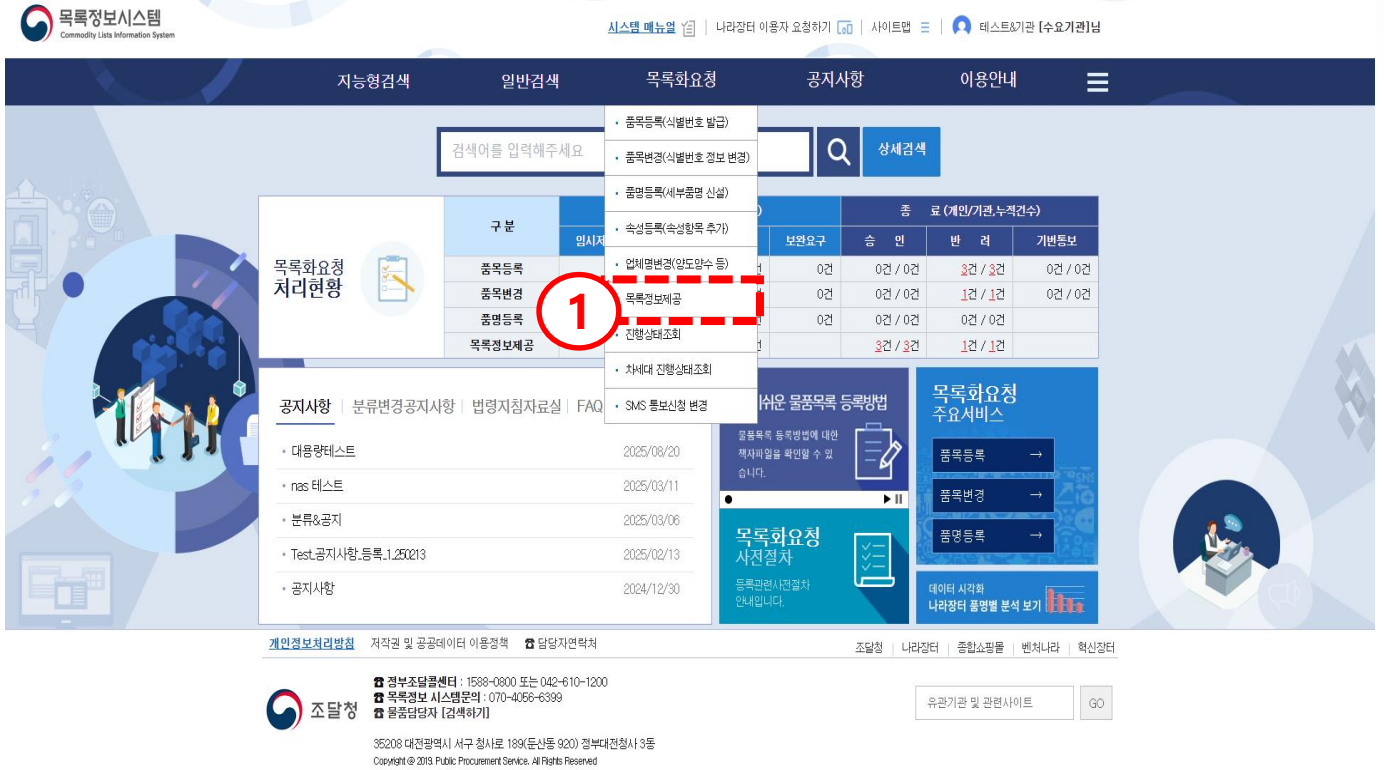 목록정보시스템
Commodity Lists Information System
시스템 매뉴얼 | 나라장터 이용자 요청하기 | 사이트맵 | 테스트&기관 [수요기관]님
지능형검색 일반검색 목록화요청 공지사항 이용안내
• 품목등록(식별번호 발급)
• 품목변경(식별번호 정보 변경)
• 품명등록(세부품명 신설)
• 속성등록(속성항목 추가)
• 업체명변경(양도양수 등)
• 목록정보제공
• 진행상태조회
• 차세대 진행상태조회
• SMS 통보신청 변경
1
검색어를 입력해주세요 상세검색
목록화요청
처리현황
구 분 종 료 (개인/기관,누적건수)
보완요구 승 인 반 려 기번통보
품목등록 0건 0건 / 0건 3건 / 3건 0건 / 0건
품목변경 0건 0건 / 0건 1건 / 1건 0건 / 0건
품명등록 0건 0건 / 0건 0건 / 0건
목록정보제공 3건 / 3건 1건 / 1건
공지사항 | 분류변경공지사항 | 법령지침자료실 | FAQ
• 대용량테스트 2025/08/20
• nas 테스트 2025/03/11
• 분류&공지 2025/03/06
• Test_공지사항_등록_1_250213 2025/02/13
• 공지사항 2024/12/30
쉬운 물품목록 등록방법
물품목록 등록방법에 대한
책자파일을 확인할 수 있
습니다.
목록화요청
사전절차
등록관련사전절차
안내입니다.
목록화요청
주요서비스
품목등록 →
품목변경 →
품명등록 →
데이터 시각화
나라장터 품명별 분석 보기
개인정보처리방침 저작권 및 공공데이터 이용정책 ☎ 담당자연락처
조달청 | 나라장터 | 종합쇼핑몰 | 벤처나라 | 혁신장터
조달청
☎ 정부조달콜센터 : 1588-0800 또는 042-610-1200
☎ 목록정보 시스템문의 : 070-4056-6399
☎ 물품담당자 [검색하기]
유관기관 및 관련사이트 GO
35208 대전광역시 서구 청사로 189(둔산동 920) 정부대전청사 3동
Copyright @ 2019. Public Procurement Service. All Rights Reserved